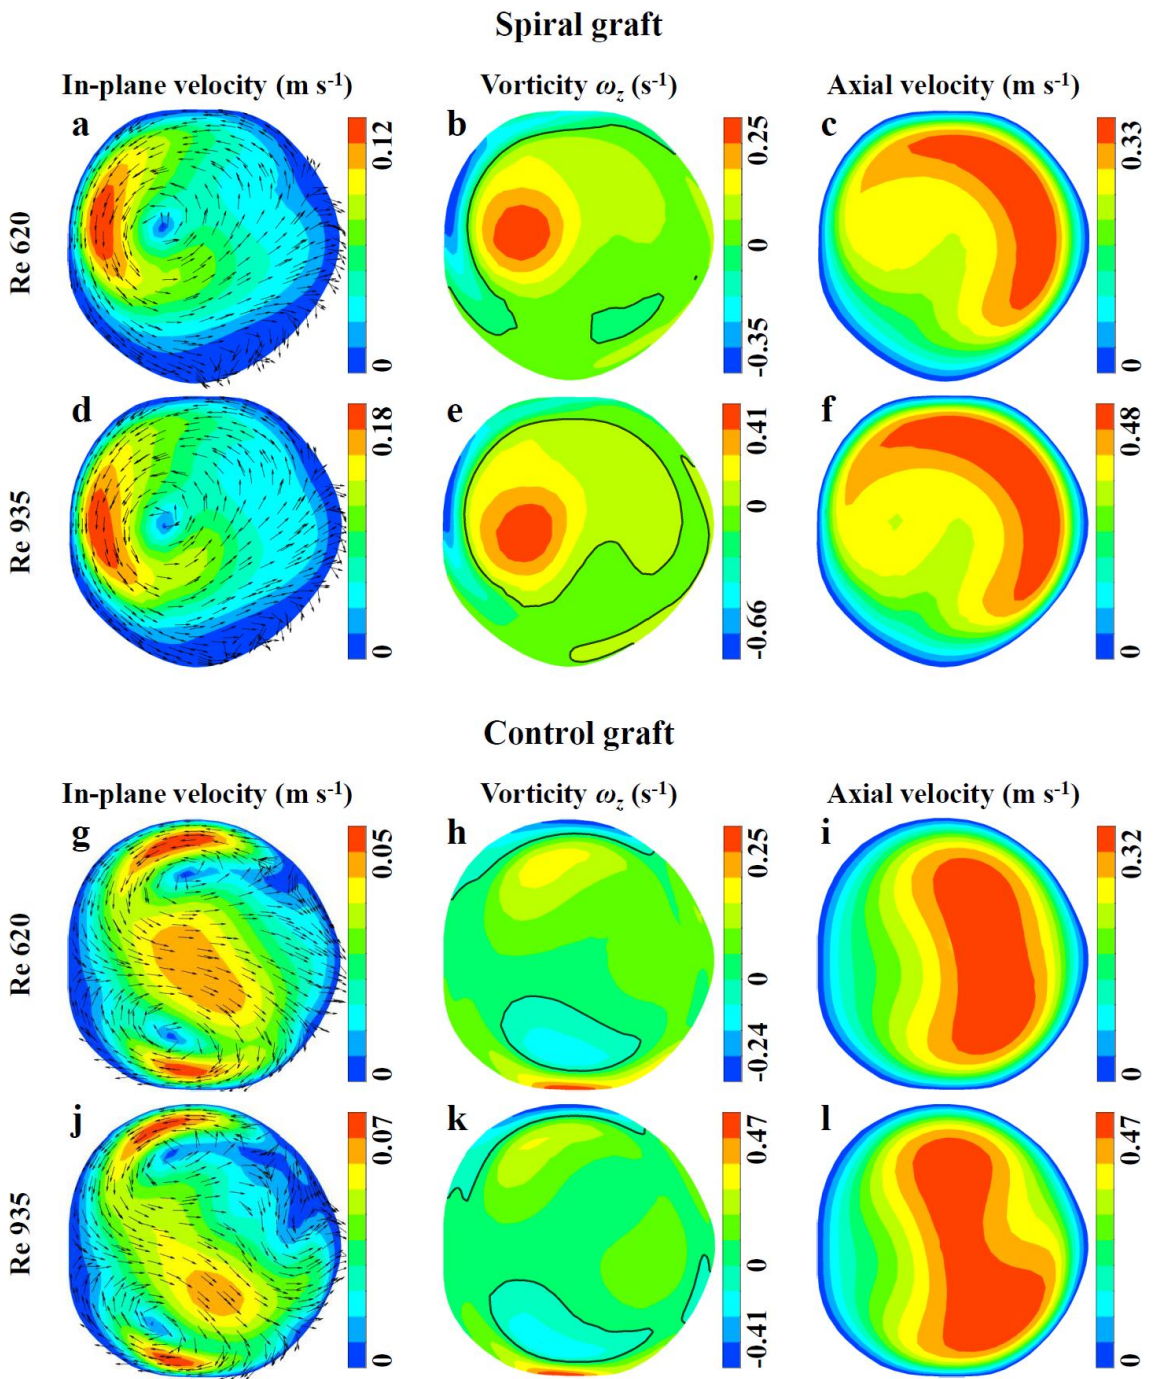 Spiral graft
In-plane velocity (m s⁻¹) Vorticity ωz (s⁻¹) Axial velocity (m s⁻¹)
Re 620
a 0.12 0
b 0.25 0 -0.35
c 0.33 0
Re 935
d 0.18 0
e 0.41 0 -0.66
f 0.48 0
Control graft
In-plane velocity (m s⁻¹) Vorticity ωz (s⁻¹) Axial velocity (m s⁻¹)
Re 620
g 0.05 0
h 0.25 0 -0.24
i 0.32 0
Re 935
j 0.07 0
k 0.47 0 -0.41
l 0.47 0